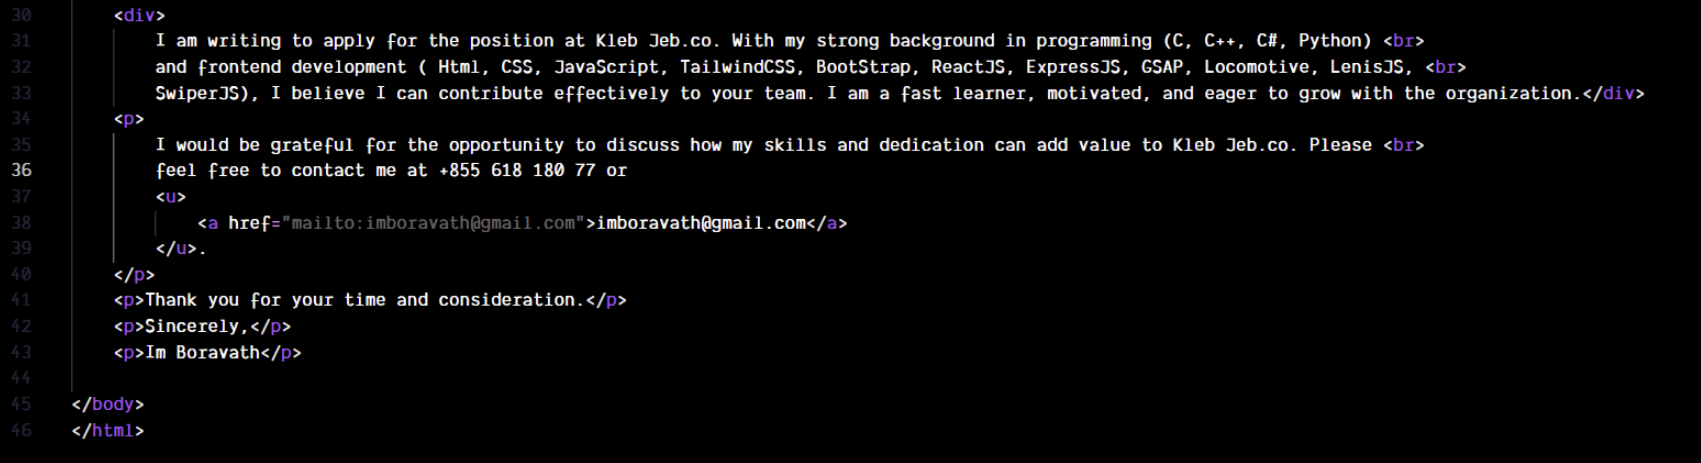 30 <div>
31 I am writing to apply for the position at Kleb Jeb.co. With my strong background in programming (C, C++, C#, Python) <br>
32 and frontend development ( Html, CSS, JavaScript, TailwindCSS, BootStrap, ReactJS, ExpressJS, GSAP, Locomotive, LenisJS, <br>
33 SwiperJS), I believe I can contribute effectively to your team. I am a fast learner, motivated, and eager to grow with the organization.</div>
34 <p>
35 I would be grateful for the opportunity to discuss how my skills and dedication can add value to Kleb Jeb.co. Please <br>
36 feel free to contact me at +855 618 180 77 or
37 <u>
38 <a href="mailto:imboravath@gmail.com">imboravath@gmail.com</a>
39 </u>.
40 </p>
41 <p>Thank you for your time and consideration.</p>
42 <p>Sincerely,</p>
43 <p>Im Boravath</p>
44
45 </body>
46 </html>